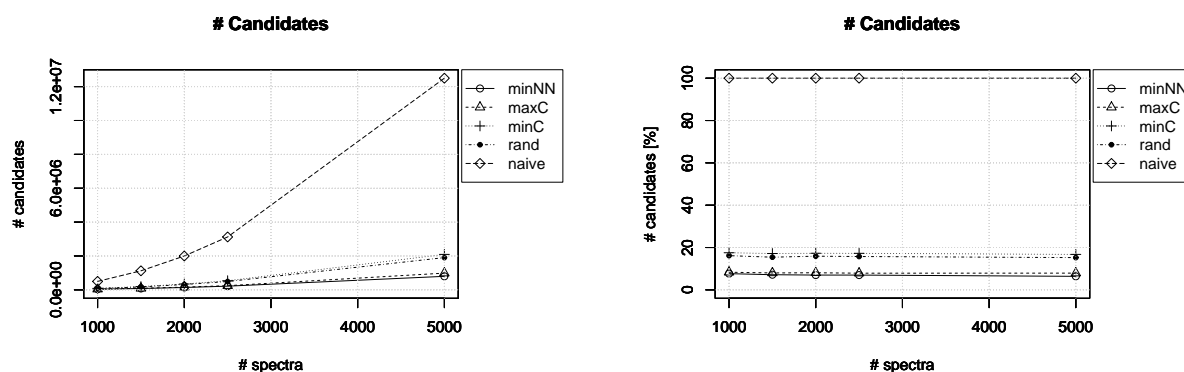 # Candidates
# candidates
0.0e+00
6.0e+06
1.2e+07
1000
2000
3000
4000
5000
# spectra
minNN
maxC
minC
rand
naive
# Candidates
# candidates [%]
0
20
40
60
80
100
1000
2000
3000
4000
5000
# spectra
minNN
maxC
minC
rand
naive